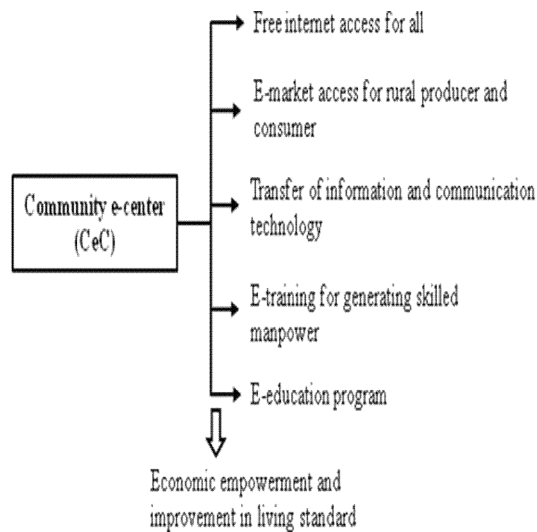 Free internet access for all
E-market access for rural producer and
consumer
Community e-center
(CeC)
Transfer of information and communication
technology
E-training for generating skilled
manpower
E-education program
Economic empowerment and
improvement in living standard